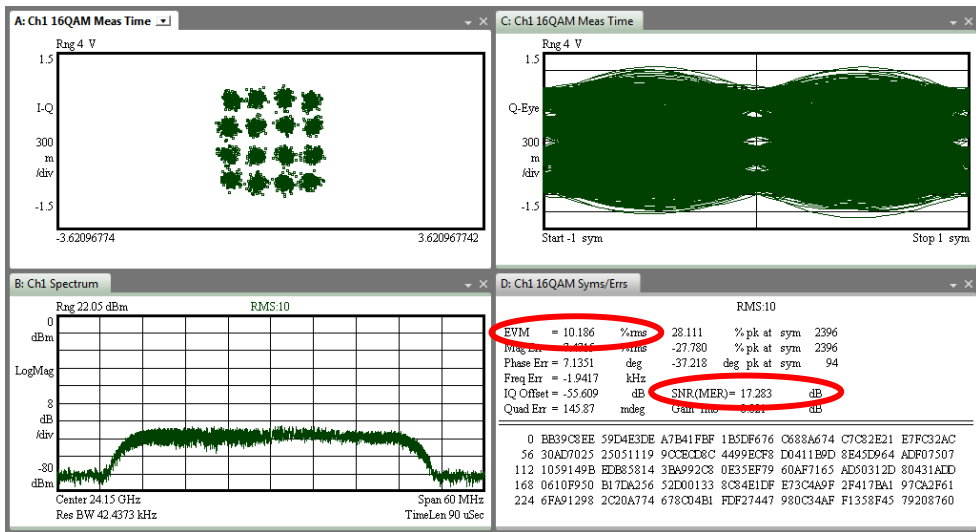 A: Ch1 16QAM Meas Time
Rng 4 V
1.5
I-Q
300
m
/div
-1.5
-3.62096774
3.620967742
C: Ch1 16QAM Meas Time
Rng 4 V
1.5
Q-Eye
300
m
/div
-1.5
Start -1 sym
Stop 1 sym
B: Ch1 Spectrum
Rng 22.05 dBm
RMS:10
0
dBm
LogMag
8
dB
/div
-80
dBm
Center 24.15 GHz
Span 60 MHz
Res BW 42.4373 kHz
TimeLen 90 uSec
D: Ch1 16QAM Syms/Errs
RMS:10
EVM = 10.186 %rms 28.111 % pk at sym 2396
Mag Err = %rms -27.780 % pk at sym 2396
Phase Err = 7.1351 deg -37.218 deg pk at sym 94
Freq Err = -1.9417 kHz
IQ Offset = -55.609 dB SNR(MER)= 17.283 dB
Quad Err = 145.87 mdeg Gain dB
0 BB39C8EE 59D4E3DE A7B41FBF 1B5DF676 C688A674 C7C82E21 E7FC32AC
56 30AD7025 25051119 9CCECD8C 4499ECF8 D0411B9D 8E45D964 ADF07507
112 1059149B EDB85814 3BA992C8 0E35EF79 60AF7165 AD50312D 80431ADD
168 0610F950 B17DA256 52D00133 8C84E1DF E73C4A9F 2F417BA1 97CA2F61
224 6FA91298 2C20A774 678C04B1 FDF27447 980C34AF F1358F45 79208760